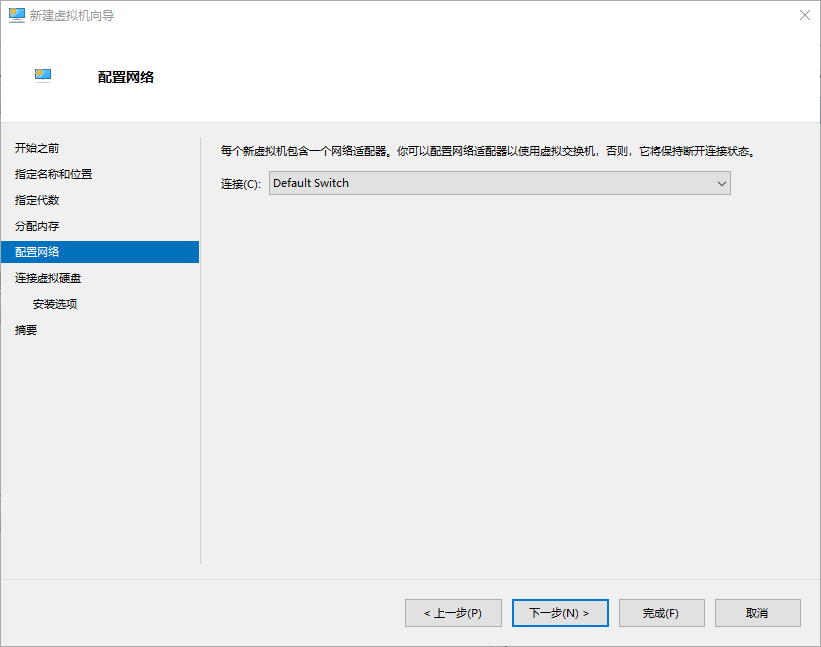 新建虚拟机向导
配置网络
开始之前
指定名称和位置
指定代数
分配内存
配置网络
连接虚拟硬盘
安装选项
摘要
每个新虚拟机包含一个网络适配器。你可以配置网络适配器以使用虚拟交换机，否则，它将保持断开连接状态。
连接(C): Default Switch
< 上一步(P) 下一步(N) > 完成(F) 取消